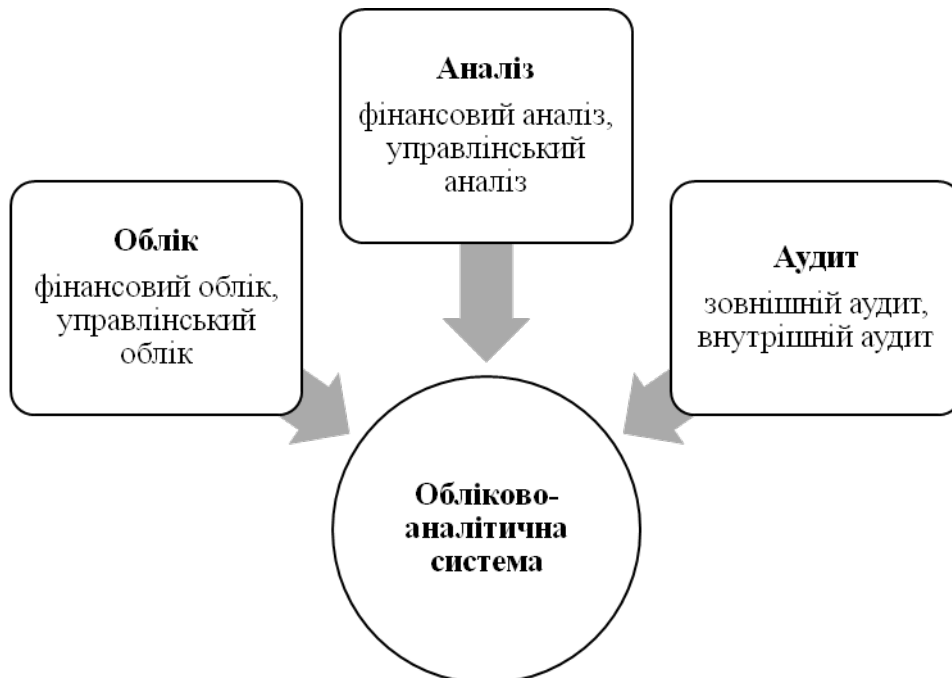 Аналіз
фінансовий аналіз,
управлінський
аналіз
Облік
фінансовий облік,
управлінський
облік
Аудит
зовнішній аудит,
внутрішній аудит
Обліково-
аналітична
система